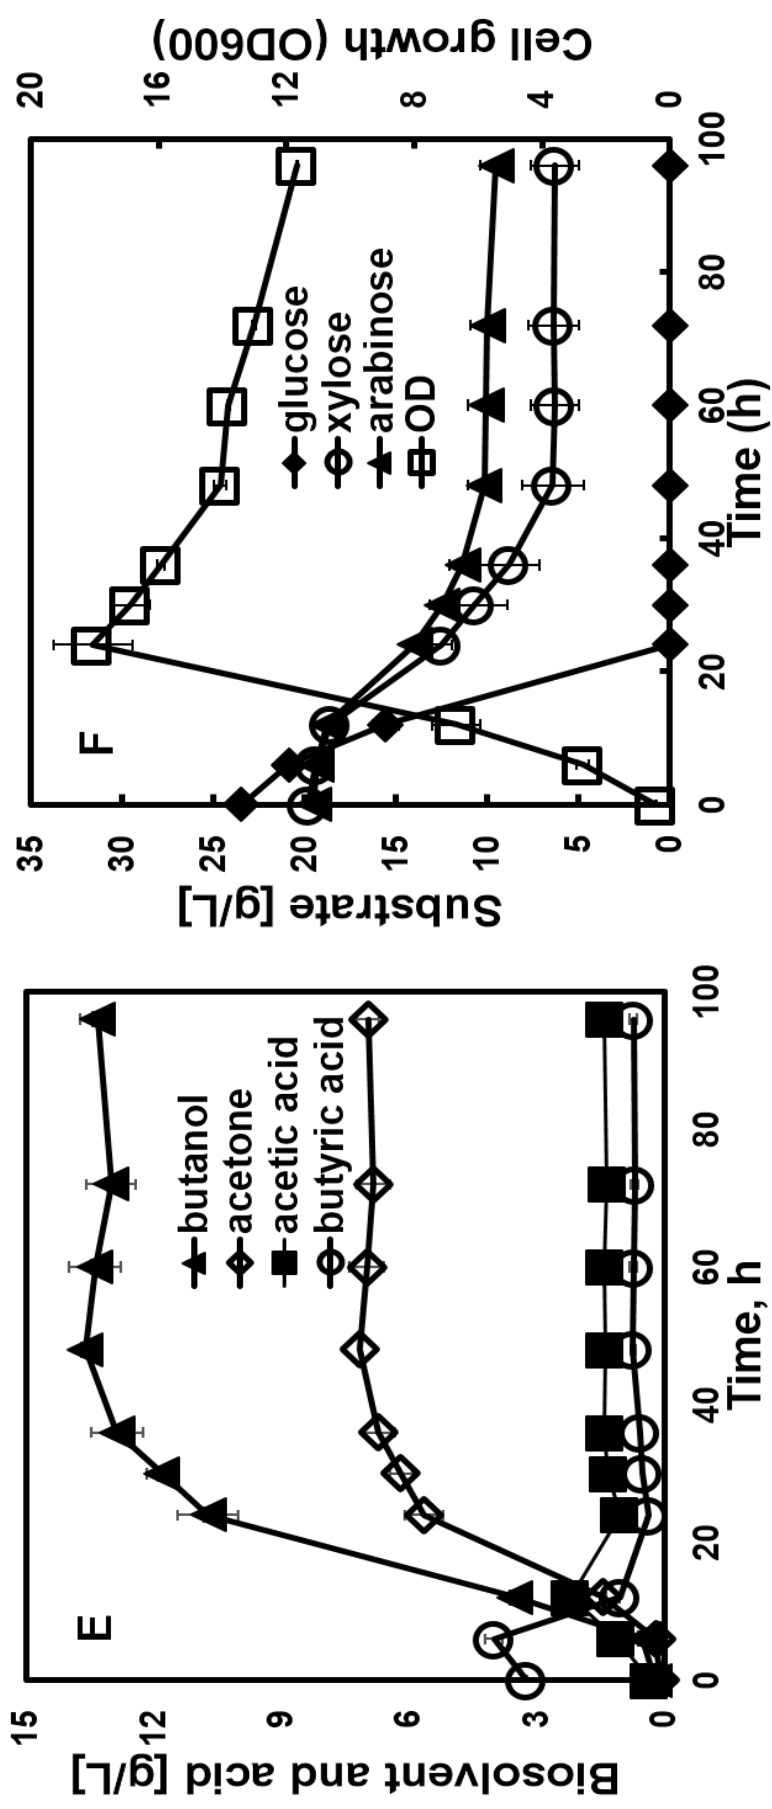 E
Biosolvent and acid [g/L]
15
12
9
6
3
0
0
20
40
60
80
100
Time, h
butanol
acetone
acetic acid
butyric acid
F
Substrate [g/L]
35
30
25
20
15
10
5
0
0
20
40
60
80
100
Time (h)
glucose
xylose
arabinose
OD
20
16
12
8
4
0
Cell growth (OD600)